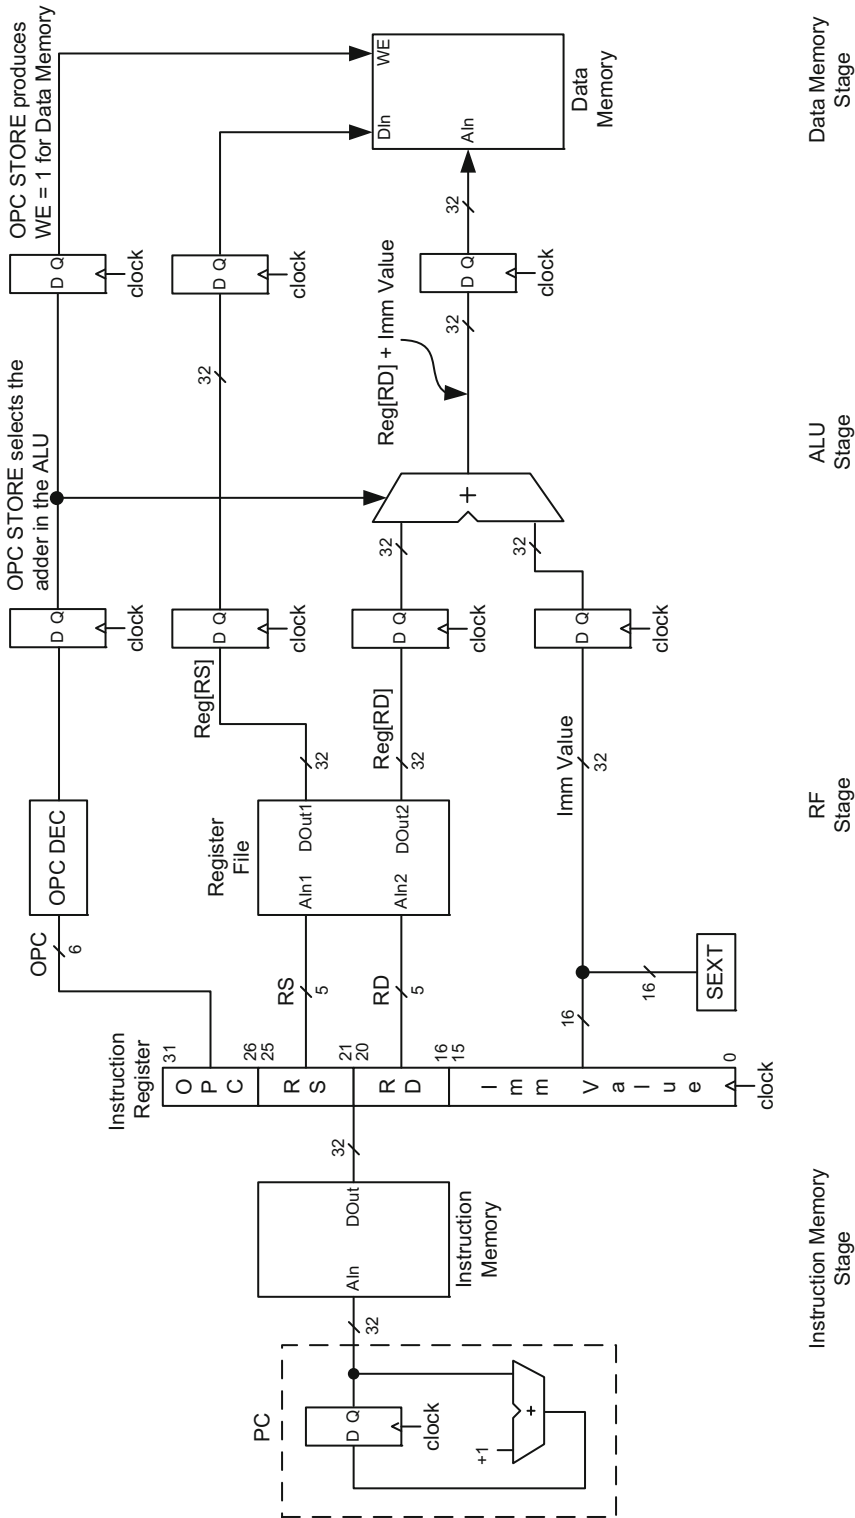 PC
D Q
clock
+1
+
32
AIn
DOut
Instruction
Memory
32
Instruction
Register
31
26
25
21
20
16
15
0
O P C
R S
R D
I m m V a l u e
clock
OPC
6
OPC DEC
RS
5
RD
5
16
16
SEXT
Register
File
AIn1
DOut1
AIn2
DOut2
32
Reg[RS]
32
Reg[RD]
Imm Value
32
D Q
clock
D Q
clock
D Q
clock
D Q
clock
OPC STORE selects the
adder in the ALU
32
32
32
+
Reg[RD] + Imm Value
32
D Q
clock
D Q
clock
D Q
clock
32
OPC STORE produces
WE = 1 for Data Memory
WE
DIn
AIn
Data
Memory
Instruction Memory
Stage
RF
Stage
ALU
Stage
Data Memory
Stage